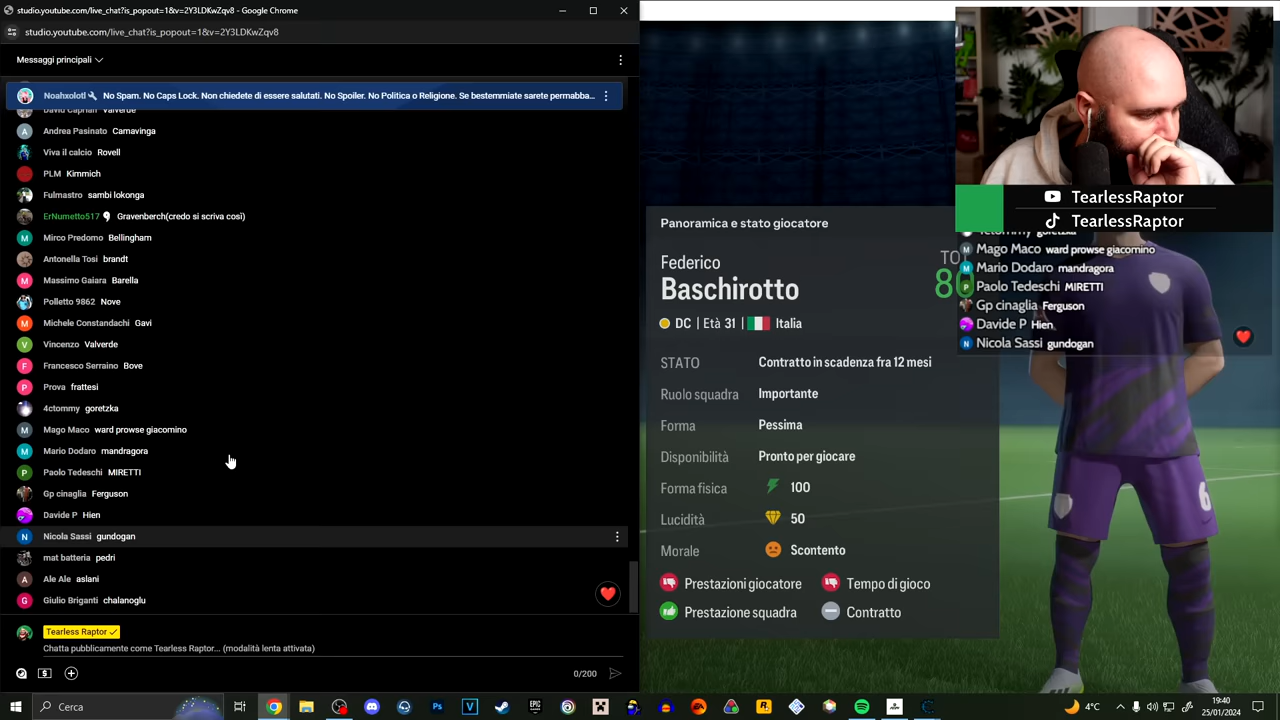 studio.youtube.com/live_chat?is_popout=1&v=2Y3LDKwZqv8 - Google Chrome
studio.youtube.com/live_chat?is_popout=1&v=2Y3LDKwZqv8
Messaggi principali
Noahxolotl No Spam. No Caps Lock. Non chiedete di essere salutati. No Spoiler. No Politica o Religione. Se bestemmiate sarete permabba...
David Caprian Valverde
Andrea Pasinato Camavinga
Viva il calcio Rovell
PLM Kimmich
Fulmastro sambi lokonga
ErNumetto517 Gravenberch(credo si scriva così)
Mirco Predomo Bellingham
Antonella Tosi brandt
Massimo Gaiara Barella
Polletto 9862 Nove
Michele Constandachi Gavi
Vincenzo Valverde
Francesco Serraino Bove
Prova frattesi
4ctommy goretzka
Mago Maco ward prowse giacomino
Mario Dodaro mandragora
Paolo Tedeschi MIRETTI
Gp cinaglia Ferguson
Davide P Hien
Nicola Sassi gundogan
mat batteria pedri
Ale Ale aslani
Giulio Briganti chalanoglu
Tearless Raptor
Chatta pubblicamente come Tearless Raptor... (modalità lenta attivata)
0/200
TearlessRaptor
TearlessRaptor
4ctommy goretzka
Mago Maco ward prowse giacomino
Mario Dodaro mandragora
Paolo Tedeschi MIRETTI
Gp cinaglia Ferguson
Davide P Hien
Nicola Sassi gundogan
Panoramica e stato giocatore
Federico
Baschirotto
TOT
80
DC | Età 31 | Italia
STATO Contratto in scadenza fra 12 mesi
Ruolo squadra Importante
Forma Pessima
Disponibilità Pronto per giocare
Forma fisica 100
Lucidità 50
Morale Scontento
Prestazioni giocatore Tempo di gioco
Prestazione squadra Contratto
6
Cerca
4°C
19:40
25/01/2024